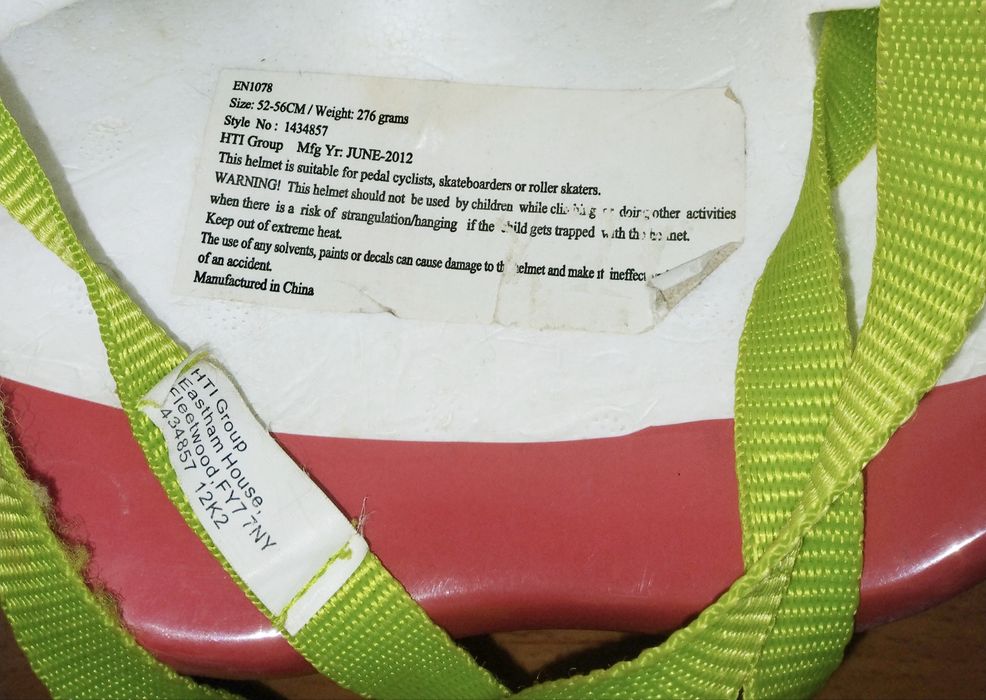 EN1078
Size: 52-56CM / Weight: 276 grams
Style No : 1434857
HTI Group Mfg Yr: JUNE-2012
This helmet is suitable for pedal cyclists, skateboarders or roller skaters.
WARNING! This helmet should not be used by children while doing other activities
when there is a risk of strangulation/hanging if the child gets trapped with the helmet.
Keep out of extreme heat.
The use of any solvents, paints or decals can cause damage to the helmet and make it
of an accident.
Manufactured in China
HTI Group
Eastham House,
Fleetwood,FY7 7NY
434857 12K2